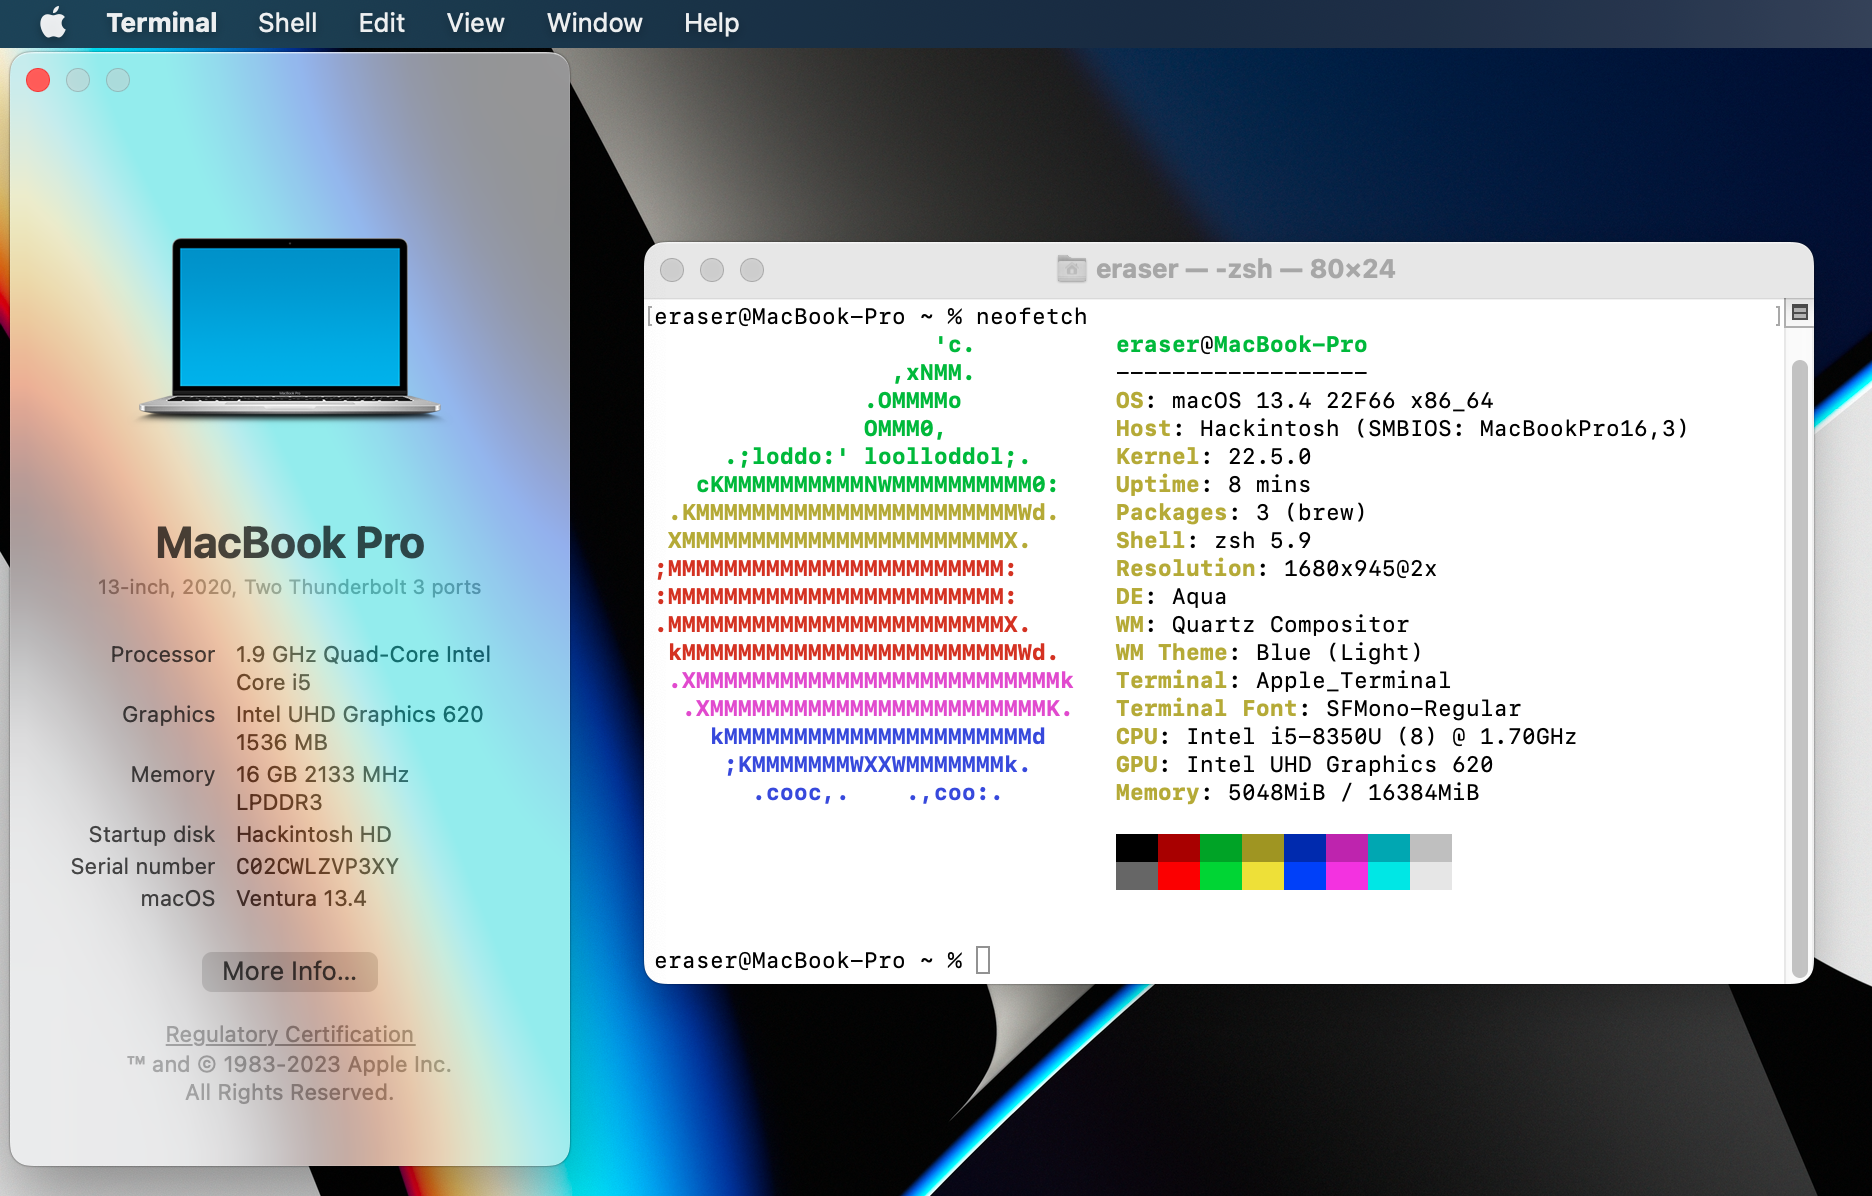 Terminal Shell Edit View Window Help
MacBook Pro
13-inch, 2020, Two Thunderbolt 3 ports
Processor 1.9 GHz Quad-Core Intel
Core i5
Graphics Intel UHD Graphics 620
1536 MB
Memory 16 GB 2133 MHz
LPDDR3
Startup disk Hackintosh HD
Serial number C02CWLZVP3XY
macOS Ventura 13.4
More Info...
Regulatory Certification
™ and © 1983-2023 Apple Inc.
All Rights Reserved.
eraser — -zsh — 80×24
[eraser@MacBook-Pro ~ % neofetch ]
'c. eraser@MacBook-Pro
,xNMM. ------------------
.OMMMMo OS: macOS 13.4 22F66 x86_64
OMMM0, Host: Hackintosh (SMBIOS: MacBookPro16,3)
.;loddo:' loolloddol;. Kernel: 22.5.0
cKMMMMMMMMMMNWMMMMMMMMMM0: Uptime: 8 mins
.KMMMMMMMMMMMMMMMMMMMMMMMWd. Packages: 3 (brew)
XMMMMMMMMMMMMMMMMMMMMMMMX. Shell: zsh 5.9
;MMMMMMMMMMMMMMMMMMMMMMMM: Resolution: 1680x945@2x
:MMMMMMMMMMMMMMMMMMMMMMMM: DE: Aqua
.MMMMMMMMMMMMMMMMMMMMMMMMX. WM: Quartz Compositor
kMMMMMMMMMMMMMMMMMMMMMMMMWd. WM Theme: Blue (Light)
.XMMMMMMMMMMMMMMMMMMMMMMMMMMk Terminal: Apple_Terminal
.XMMMMMMMMMMMMMMMMMMMMMMMMK. Terminal Font: SFMono-Regular
kMMMMMMMMMMMMMMMMMMMMMMd CPU: Intel i5-8350U (8) @ 1.70GHz
;KMMMMMMMWXXWMMMMMMMk. GPU: Intel UHD Graphics 620
.cooc,. .,coo:. Memory: 5048MiB / 16384MiB
eraser@MacBook-Pro ~ %